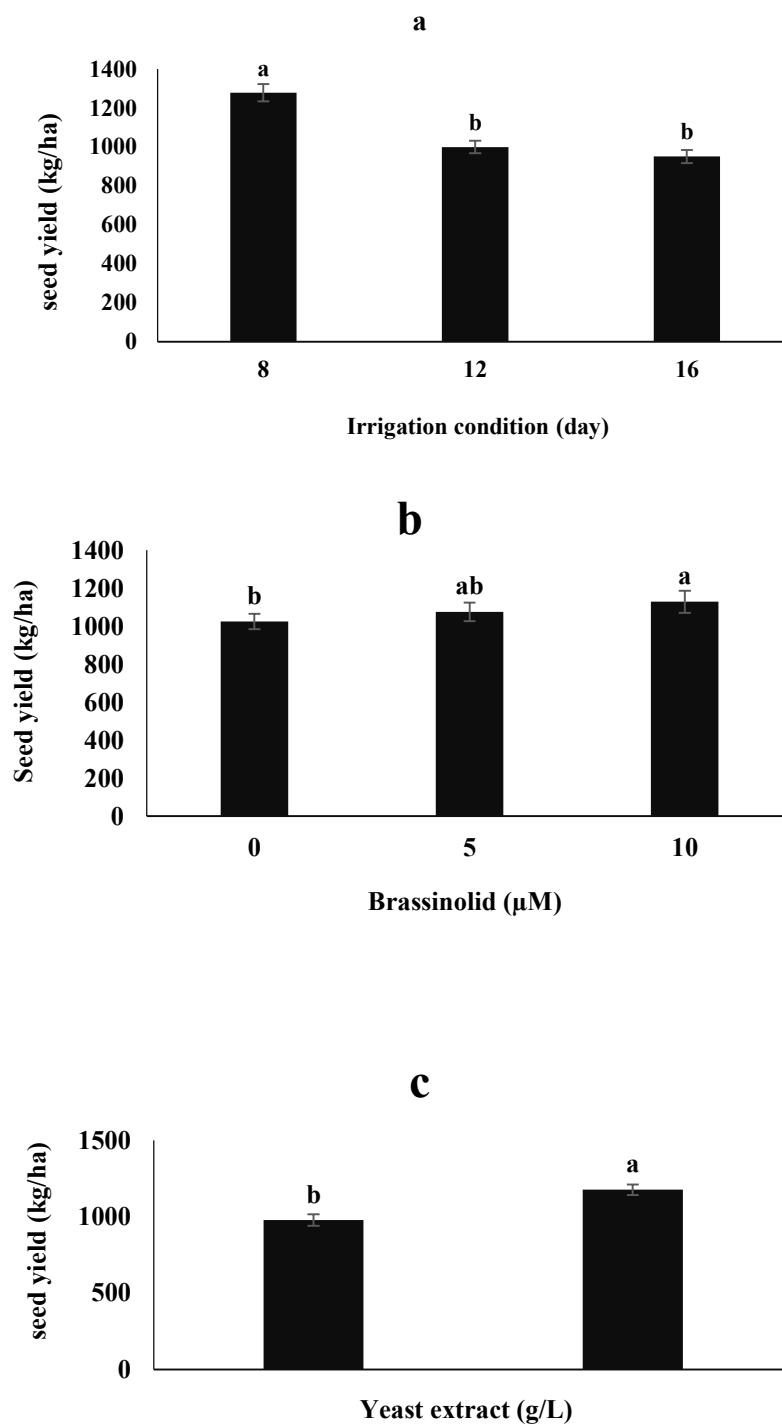 a
1400
1200
1000
800
600
400
200
0
seed yield (kg/ha)
a
b
b
8 12 16
Irrigation condition (day)
b
1400
1200
1000
800
600
400
200
0
Seed yield (kg/ha)
b
ab
a
0 5 10
Brassinolid (µM)
c
1500
1000
500
0
seed yield (kg/ha)
b
a
Yeast extract (g/L)